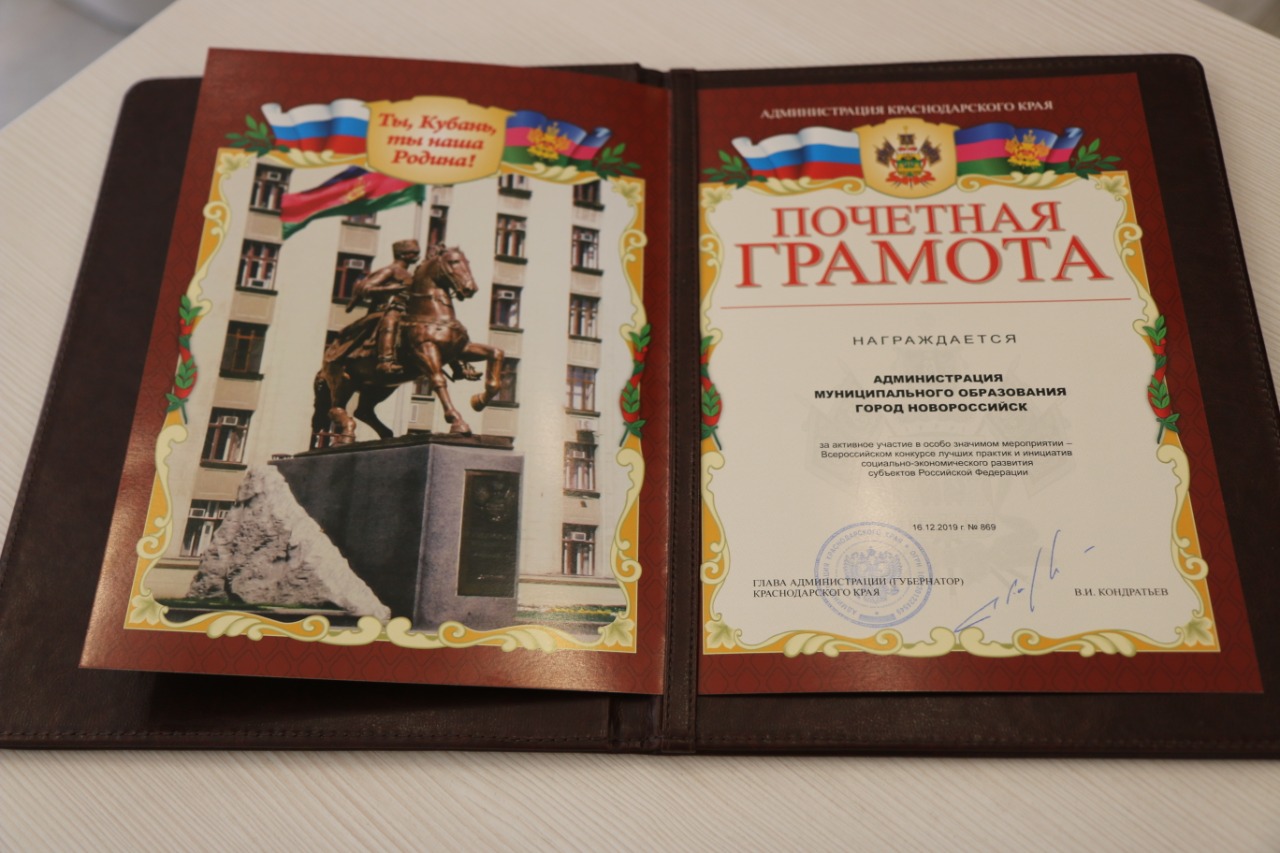 Ты, Кубань,
ты наша
Родина!
АДМИНИСТРАЦИЯ КРАСНОДАРСКОГО КРАЯ
ПОЧЕТНАЯ
ГРАМОТА
НАГРАЖДАЕТСЯ
АДМИНИСТРАЦИЯ
МУНИЦИПАЛЬНОГО ОБРАЗОВАНИЯ
ГОРОД НОВОРОССИЙСК
за активное участие в особо значимом мероприятии –
Всероссийском конкурсе лучших практик и инициатив
социально-экономического развития
субъектов Российской Федерации
16.12.2019 г. № 869
ГЛАВА АДМИНИСТРАЦИИ (ГУБЕРНАТОР)
КРАСНОДАРСКОГО КРАЯ
В.И. КОНДРАТЬЕВ